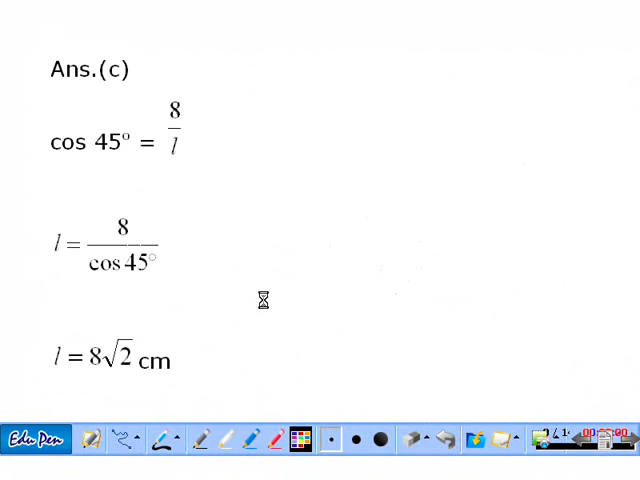 Ans.(c)
cos 45° = 8/l
l = 8/cos 45°
l = 8√2 cm
Edu Pen